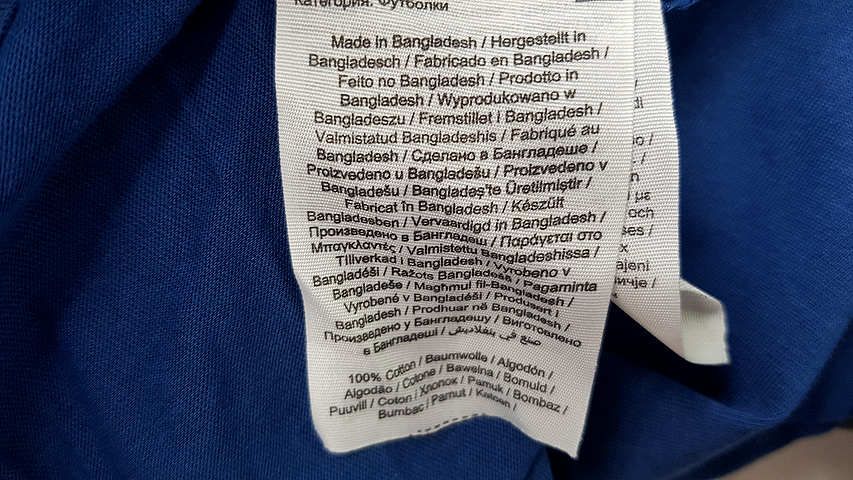 Категория: Футболки
Made in Bangladesh / Hergestellt in
Bangladesch / Fabricado en Bangladesh /
Feito no Bangladesh / Prodotto in
Bangladesh / Wyprodukowano w
Bangladeszu / Fremstillet i Bangladesh /
Valmistatud Bangladeshis / Fabriqué au
Bangladesh / Сделано в Бангладеше /
Proizvedeno u Bangladešu / Proizvedeno v
Bangladešu / Bangladeş'te Üretilmiştir /
Fabricat în Bangladesh / Készült
Bangladesben / Vervaardigd in Bangladesh /
Произведено в Бангладеш / Παράγεται στο
Μπαγκλαντές / Valmistettu Bangladeshissa /
Tillverkad i Bangladesh / Vyrobeno v
Bangladéši / Ražots Bangladešā / Pagaminta
Bangladeše / Magħmul fil-Bangladesh /
Vyrobené v Bangladéši / Produsert i
Bangladesh / Prodhuar në Bangladesh /
Произведено у Бангладешу / Виготовлено
в Бангладеші / صنع في بنغلاديش
100% Cotton / Baumwolle / Algodón /
Algodão / Cotone / Bawełna / Bomuld /
Puuvill / Coton / Хлопок / Pamuk / Bombaz /
Bumbac / Pamut / Katoen /